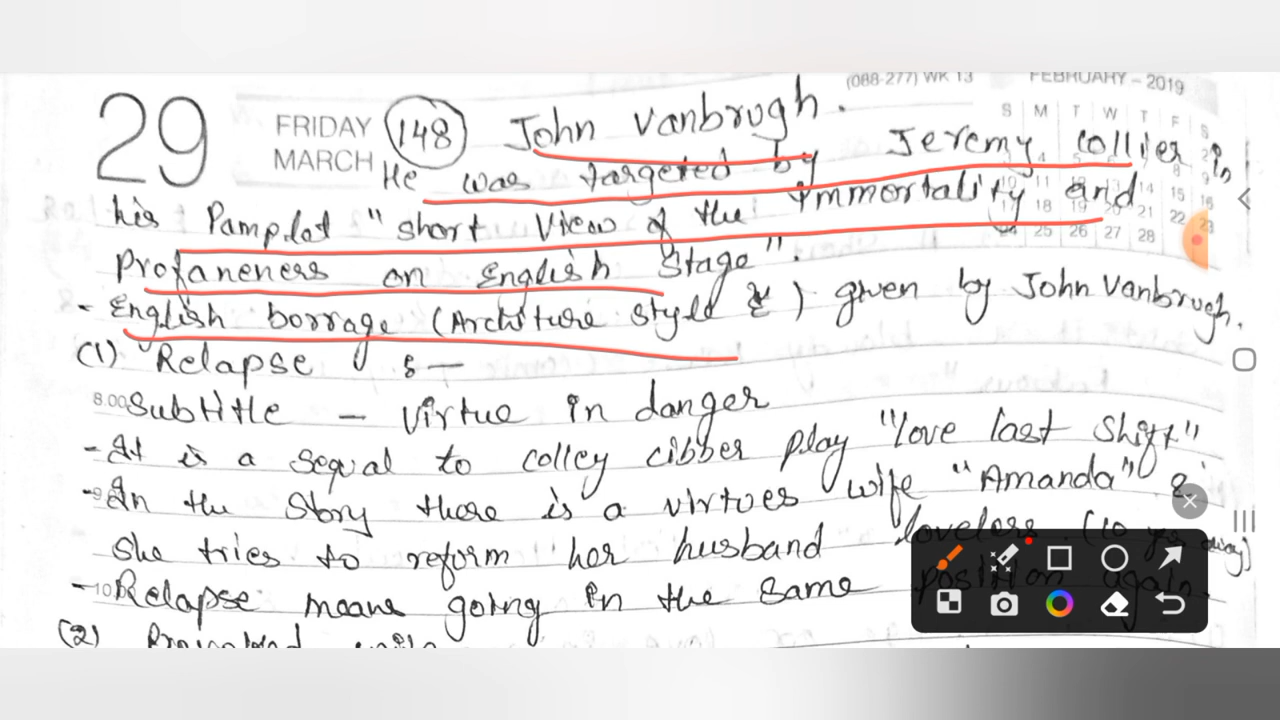 (088-277) WK 13 FEBRUARY – 2019
S M T W T F S
29 FRIDAY MARCH 148 John Vanbrugh.
He was targeted by Jeremy collier in
his Pamplet "short View of the Immortality and
Profaneness on English Stage".
- English borrage (Architure style ) given by John Vanbrugh.
(1) Relapse :-
8.00 Subtitle - Virtue in danger
- It is a sequal to colley cibber play "love last Shift"
- In the Story there is a virtues wife "Amanda" &
She tries to reform her husband loveless (10 yrs away)
- Relapse means going in the same position again.
(2)